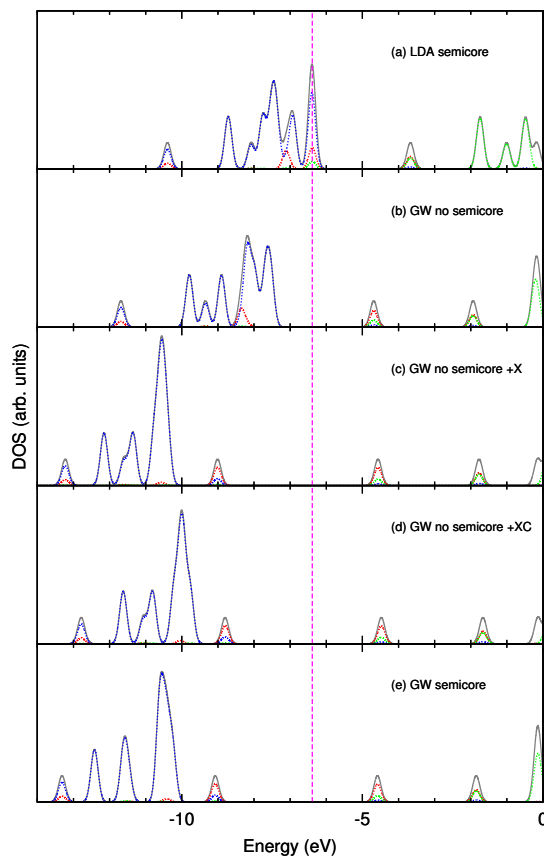 (a) LDA semicore
(b) GW no semicore
(c) GW no semicore +X
(d) GW no semicore +XC
(e) GW semicore
DOS (arb. units)
-10
-5
0
Energy (eV)